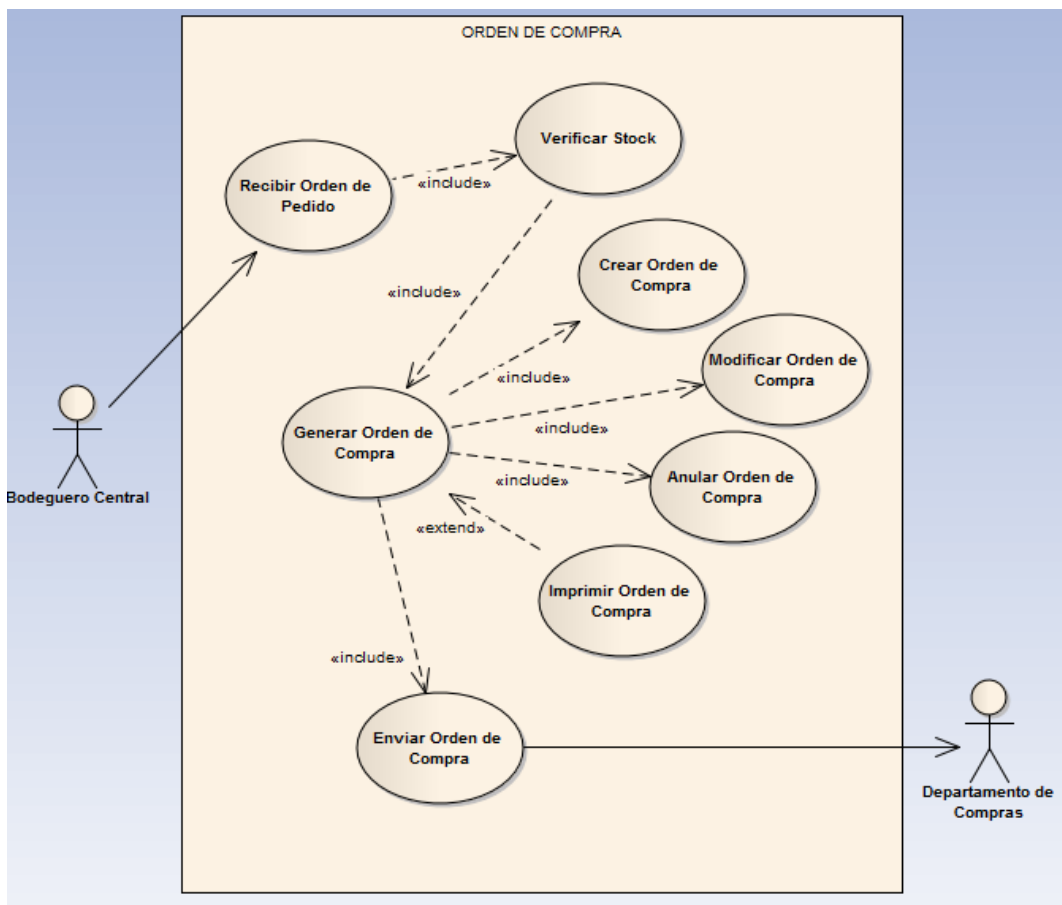 ORDEN DE COMPRA
Verificar Stock
Recibir Orden de
Pedido
«include»
Crear Orden de
Compra
«include»
Modificar Orden de
Compra
«include»
Generar Orden de
Compra
«include»
Anular Orden de
Compra
«include»
Bodeguero Central
«extend»
Imprimir Orden de
Compra
«include»
Enviar Orden de
Compra
Departamento de
Compras